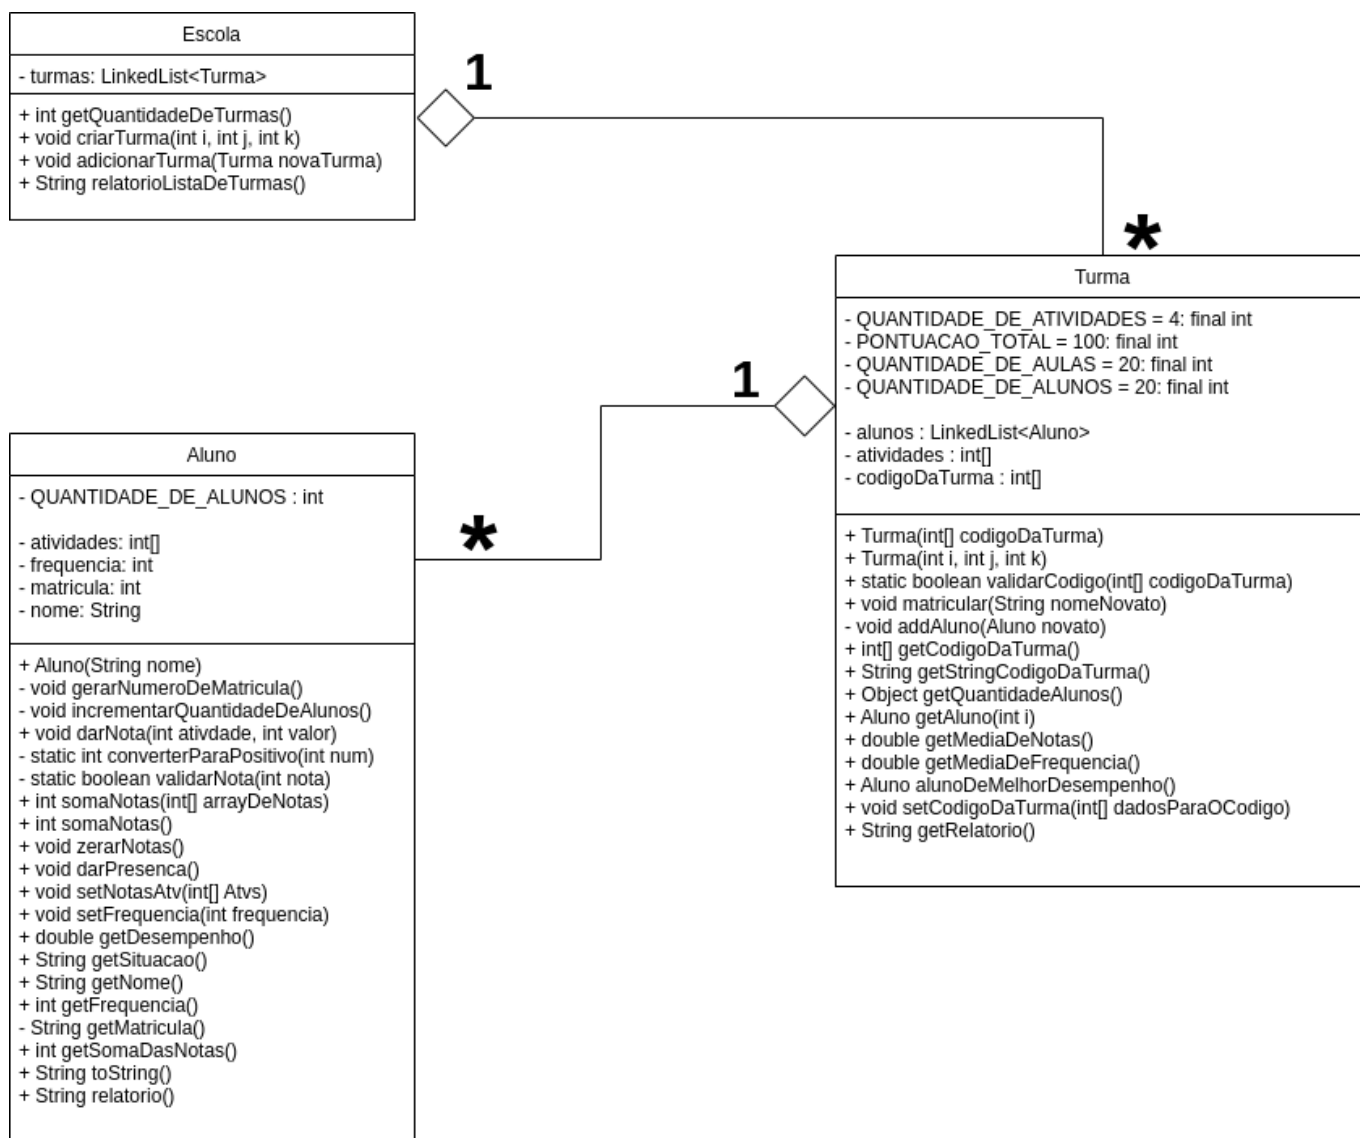 Escola
- turmas: LinkedList<Turma>
+ int getQuantidadeDeTurmas()
+ void criarTurma(int i, int j, int k)
+ void adicionarTurma(Turma novaTurma)
+ String relatorioListaDeTurmas()
1
*
Turma
- QUANTIDADE_DE_ATIVIDADES = 4: final int
- PONTUACAO_TOTAL = 100: final int
- QUANTIDADE_DE_AULAS = 20: final int
- QUANTIDADE_DE_ALUNOS = 20: final int
- alunos : LinkedList<Aluno>
- atividades : int[]
- codigoDaTurma : int[]
+ Turma(int[] codigoDaTurma)
+ Turma(int i, int j, int k)
+ static boolean validarCodigo(int[] codigoDaTurma)
+ void matricular(String nomeNovato)
- void addAluno(Aluno novato)
+ int[] getCodigoDaTurma()
+ String getStringCodigoDaTurma()
+ Object getQuantidadeAlunos()
+ Aluno getAluno(int i)
+ double getMediaDeNotas()
+ double getMediaDeFrequencia()
+ Aluno alunoDeMelhorDesempenho()
+ void setCodigoDaTurma(int[] dadosParaOCodigo)
+ String getRelatorio()
1
*
Aluno
- QUANTIDADE_DE_ALUNOS : int
- atividades: int[]
- frequencia: int
- matricula: int
- nome: String
+ Aluno(String nome)
- void gerarNumeroDeMatricula()
- void incrementarQuantidadeDeAlunos()
+ void darNota(int ativdade, int valor)
- static int converterParaPositivo(int num)
- static boolean validarNota(int nota)
+ int somaNotas(int[] arrayDeNotas)
+ int somaNotas()
+ void zerarNotas()
+ void darPresenca()
+ void setNotasAtv(int[] Atvs)
+ void setFrequencia(int frequencia)
+ double getDesempenho()
+ String getSituacao()
+ String getNome()
+ int getFrequencia()
- String getMatricula()
+ int getSomaDasNotas()
+ String toString()
+ String relatorio()